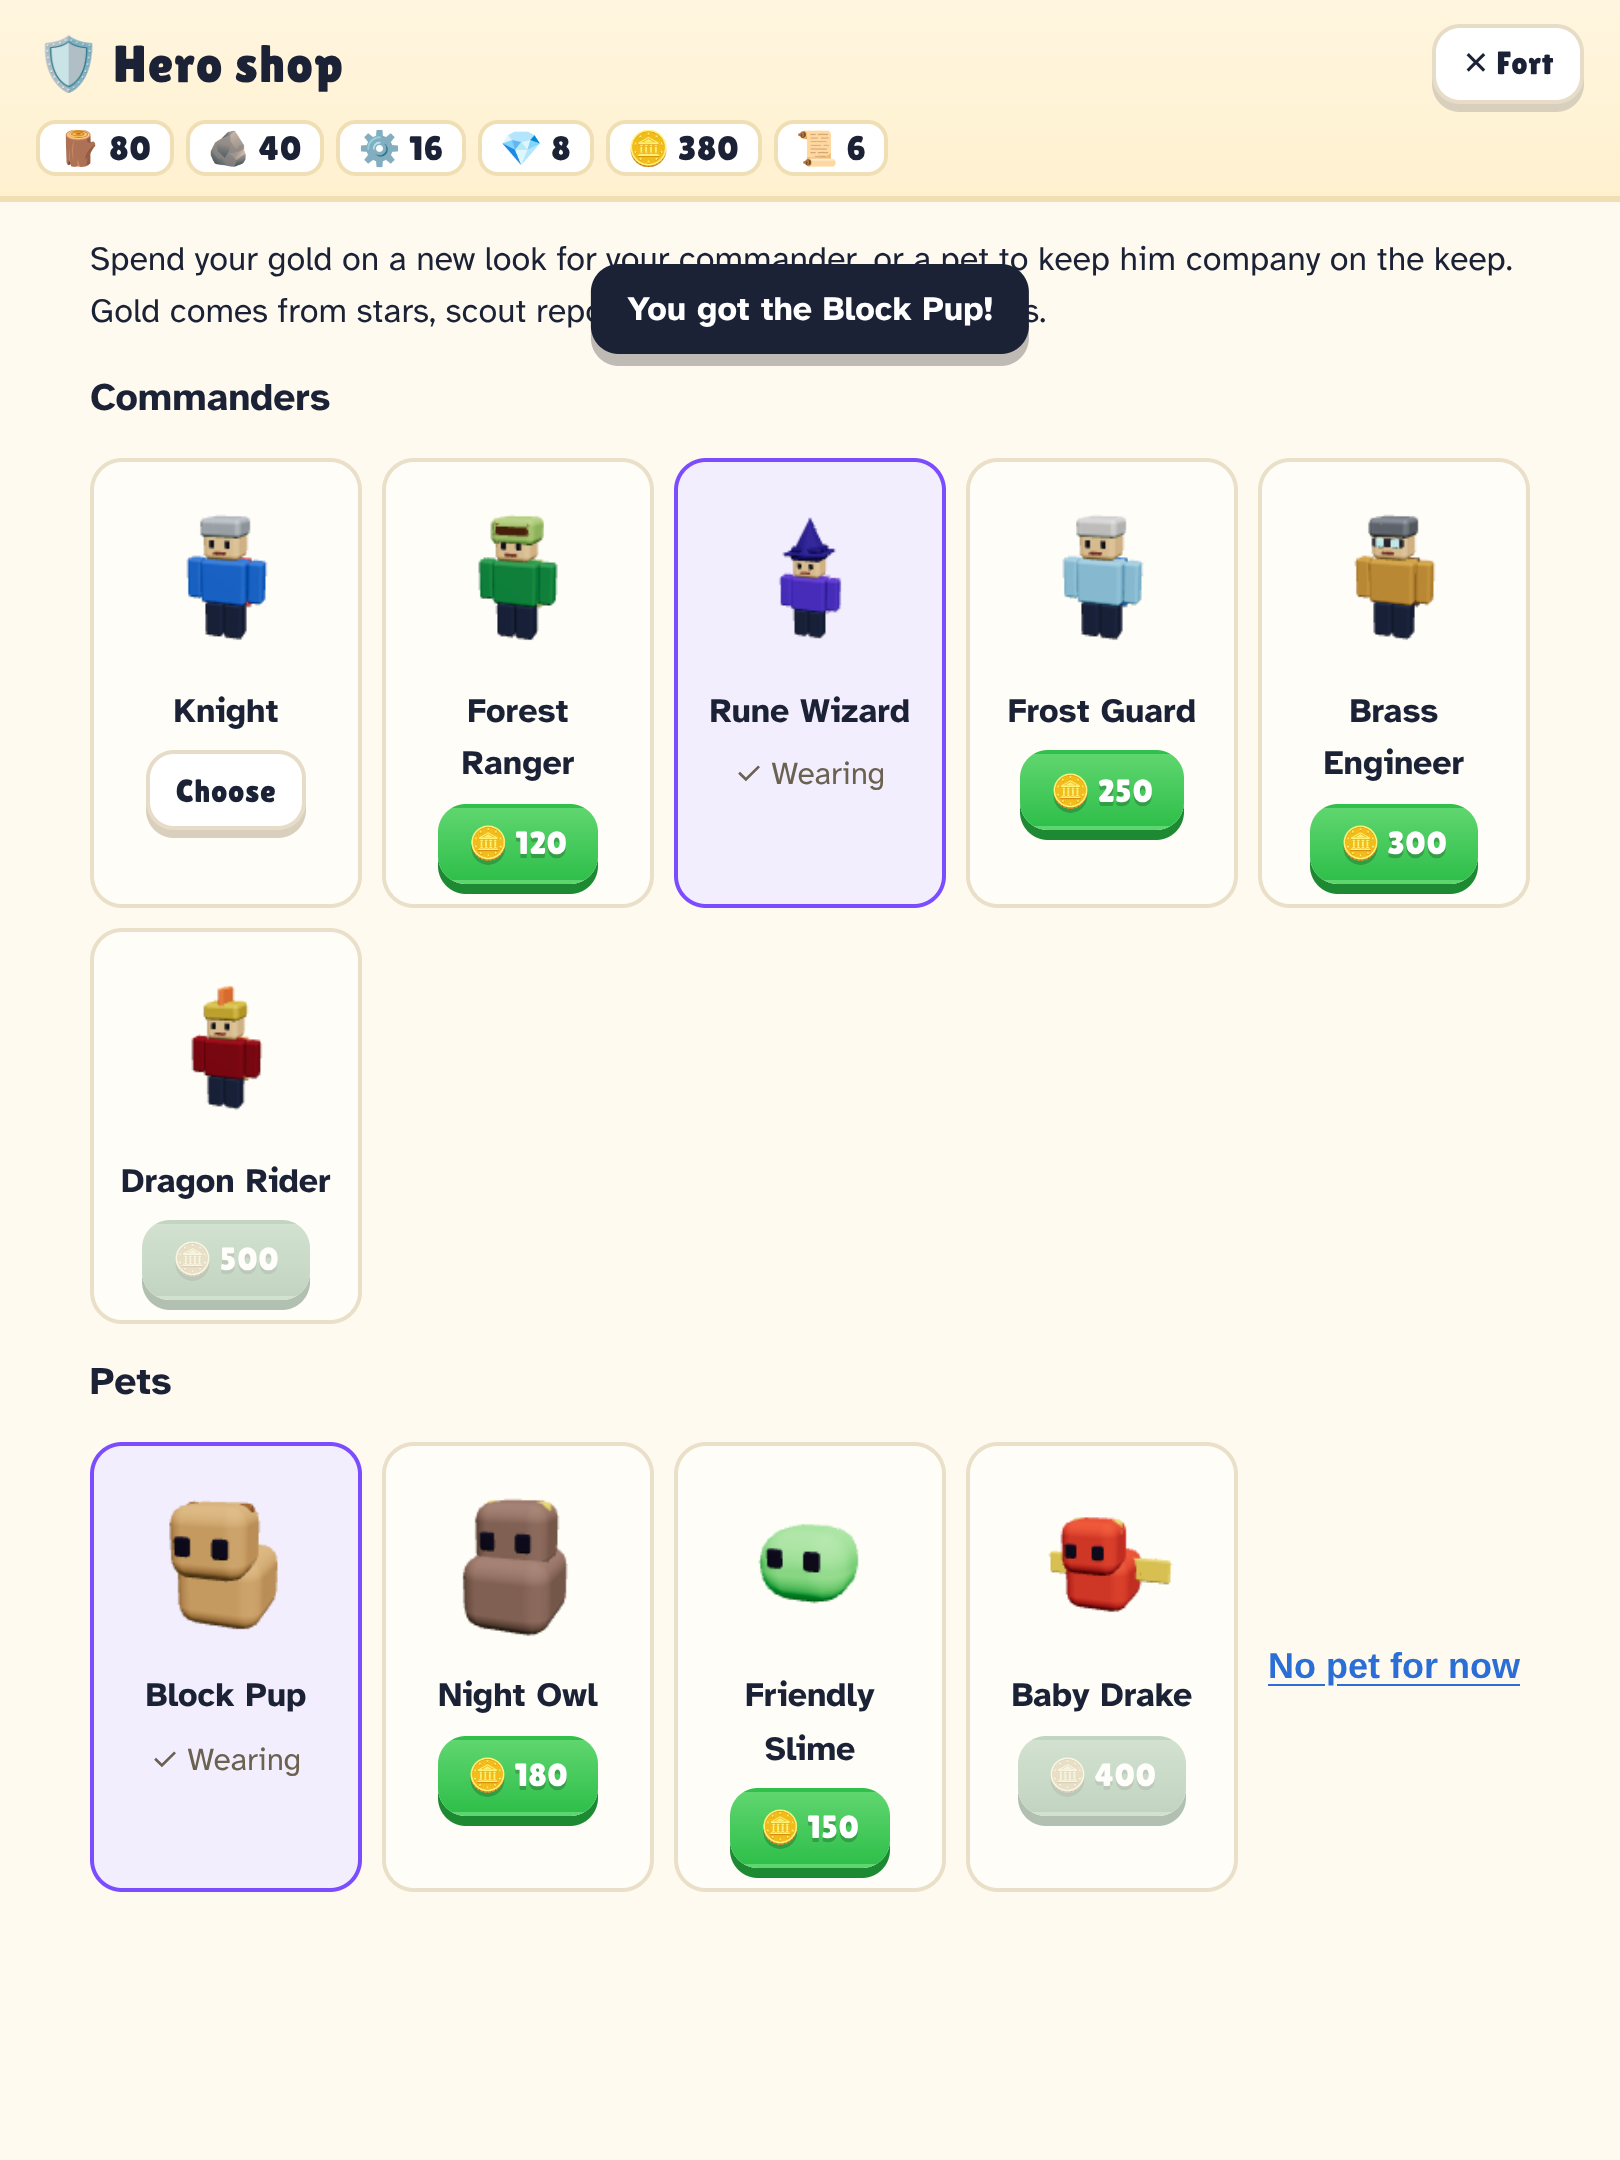 Hero shop
× Fort
80 40 16 8 380 6
Spend your gold on a new look for your commander, or a pet to keep him company on the keep.
Gold comes from stars, scout
You got the Block Pup!
Commanders
Knight
Choose
Forest
Ranger
120
Rune Wizard
✓ Wearing
Frost Guard
250
Brass
Engineer
300
Dragon Rider
500
Pets
Block Pup
✓ Wearing
Night Owl
180
Friendly
Slime
150
Baby Drake
400
No pet for now